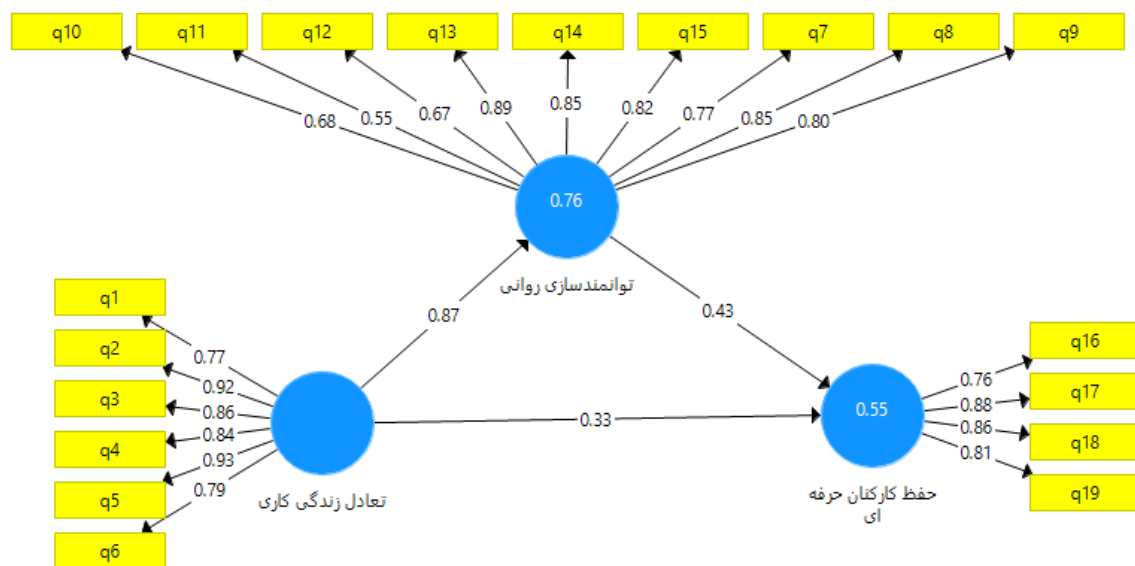 q10 q11 q12 q13 q14 q15 q7 q8 q9
0.68 0.55 0.67 0.89 0.85 0.82 0.77 0.85 0.80
0.76
توانمندسازی روانی
q1
q2
q3
q4
q5
q6
0.77
0.92
0.86
0.84
0.93
0.79
0.87
0.43
0.33
تعادل زندگی کاری
0.55
حفظ کارکنان حرفه
ای
0.76
0.88
0.86
0.81
q16
q17
q18
q19